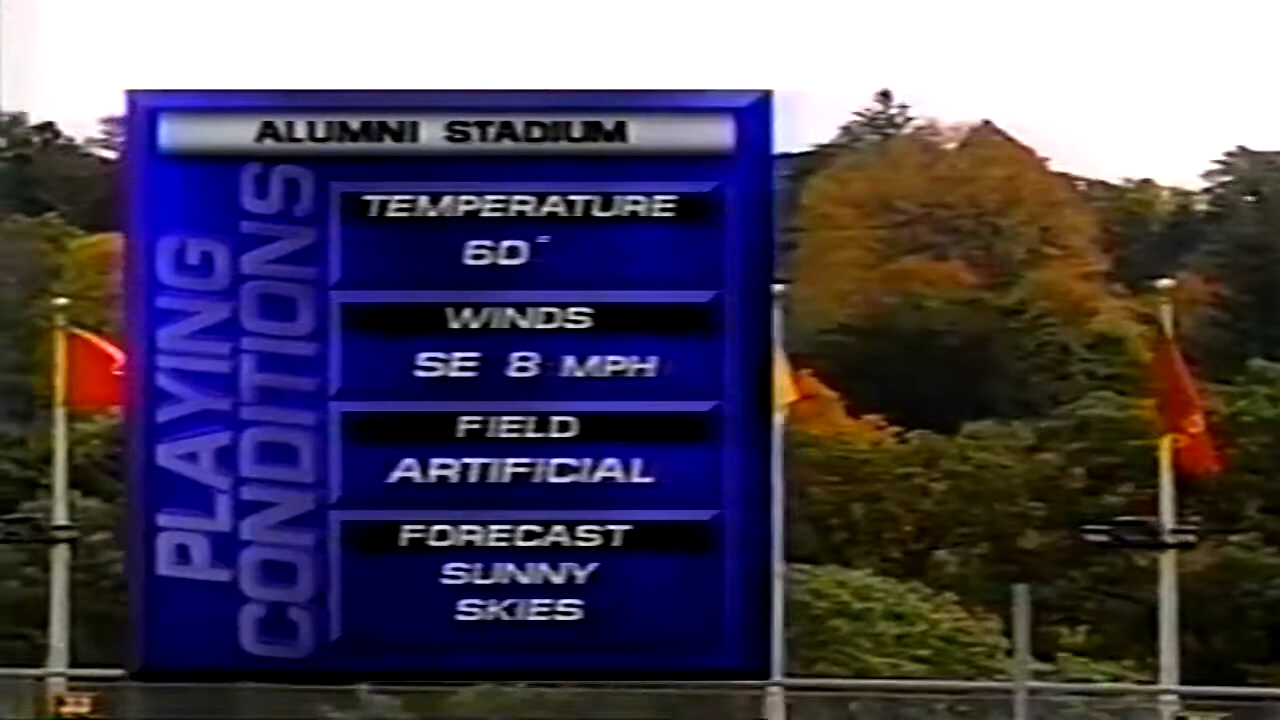 ALUMNI STADIUM
PLAYING
CONDITIONS
TEMPERATURE
60°
WINDS
SE 8 MPH
FIELD
ARTIFICIAL
FORECAST
SUNNY
SKIES